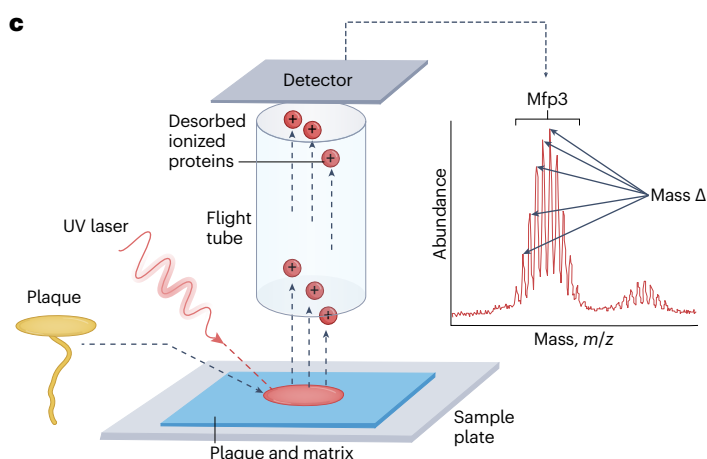 c
Detector
Mfp3
Desorbed
ionized
proteins
+
+
+
Mass Δ
Abundance
Flight
tube
UV laser
+
+
+
Plaque
Mass, m/z
Sample
plate
Plaque and matrix